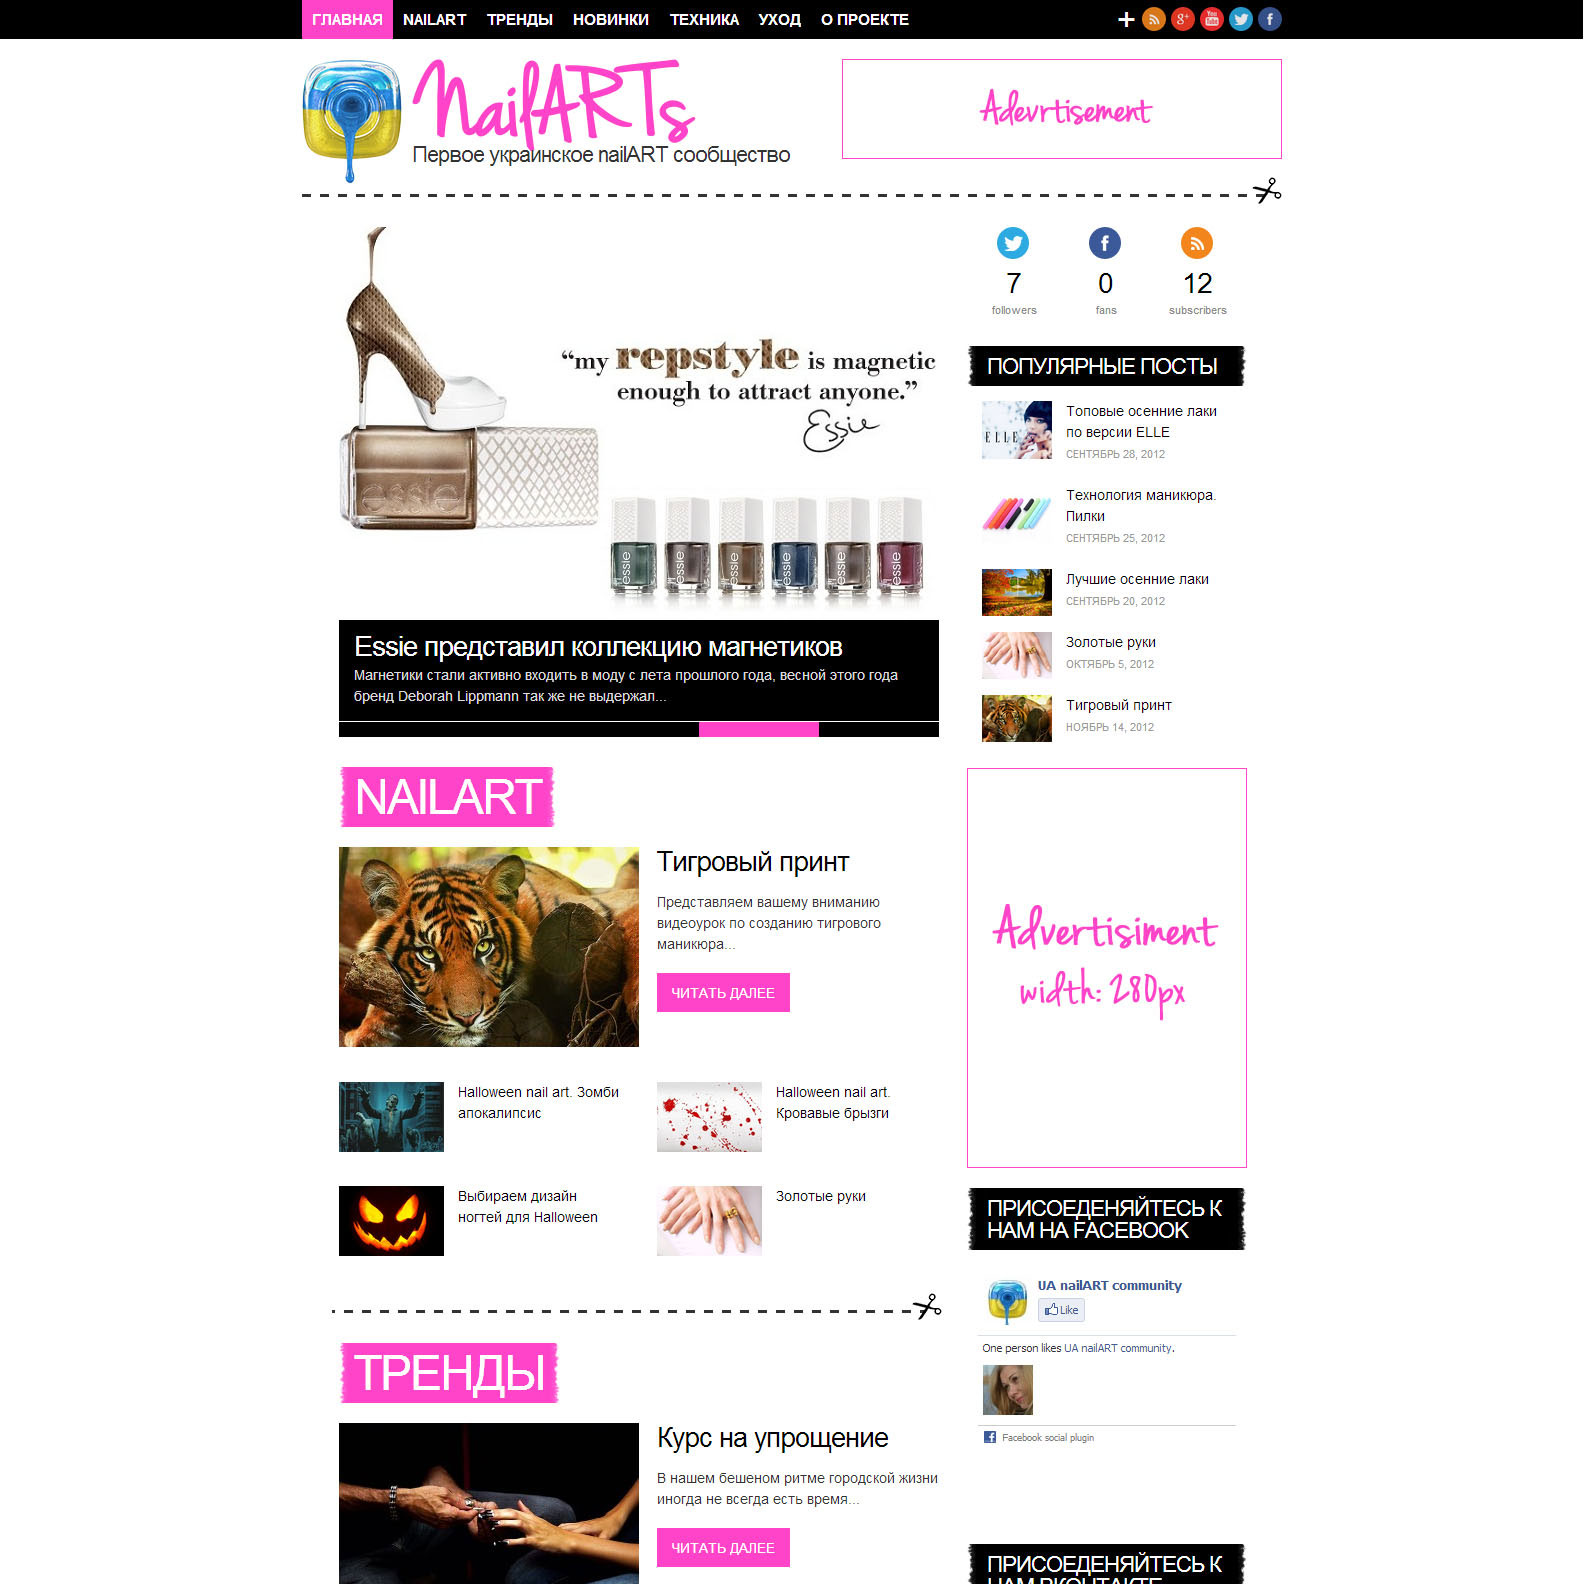 ГЛАВНАЯ NAILART ТРЕНДЫ НОВИНКИ ТЕХНИКА УХОД О ПРОЕКТЕ
NailARTs
Первое украинское nailART сообщество
Adevrtisement
7
followers
0
fans
12
subscribers
“my repstyle is magnetic
enough to attract anyone.”
Essie
essie
essie
essie
essie
essie
essie
essie
Essie представил коллекцию магнетиков
Магнетики стали активно входить в моду с лета прошлого года, весной этого года
бренд Deborah Lippmann так же не выдержал...
ПОПУЛЯРНЫЕ ПОСТЫ
ELLE
Топовые осенние лаки
по версии ELLE
СЕНТЯБРЬ 28, 2012
Технология маникюра.
Пилки
СЕНТЯБРЬ 25, 2012
Лучшие осенние лаки
СЕНТЯБРЬ 20, 2012
Золотые руки
ОКТЯБРЬ 5, 2012
Тигровый принт
НОЯБРЬ 14, 2012
NAILART
Тигровый принт
Представляем вашему вниманию
видеоурок по созданию тигрового
маникюра...
ЧИТАТЬ ДАЛЕЕ
Halloween nail art. Зомби
апокалипсис
Halloween nail art.
Кровавые брызги
Выбираем дизайн
ногтей для Halloween
Золотые руки
Advertisiment
width: 280px
ПРИСОЕДЕНЯЙТЕСЬ К
НАМ НА FACEBOOK
UA nailART community
Like
One person likes UA nailART community.
Facebook social plugin
ТРЕНДЫ
Курс на упрощение
В нашем бешеном ритме городской жизни
иногда не всегда есть время...
ЧИТАТЬ ДАЛЕЕ
ПРИСОЕДЕНЯЙТЕСЬ К
НАМ ВКОНТАКТЕ